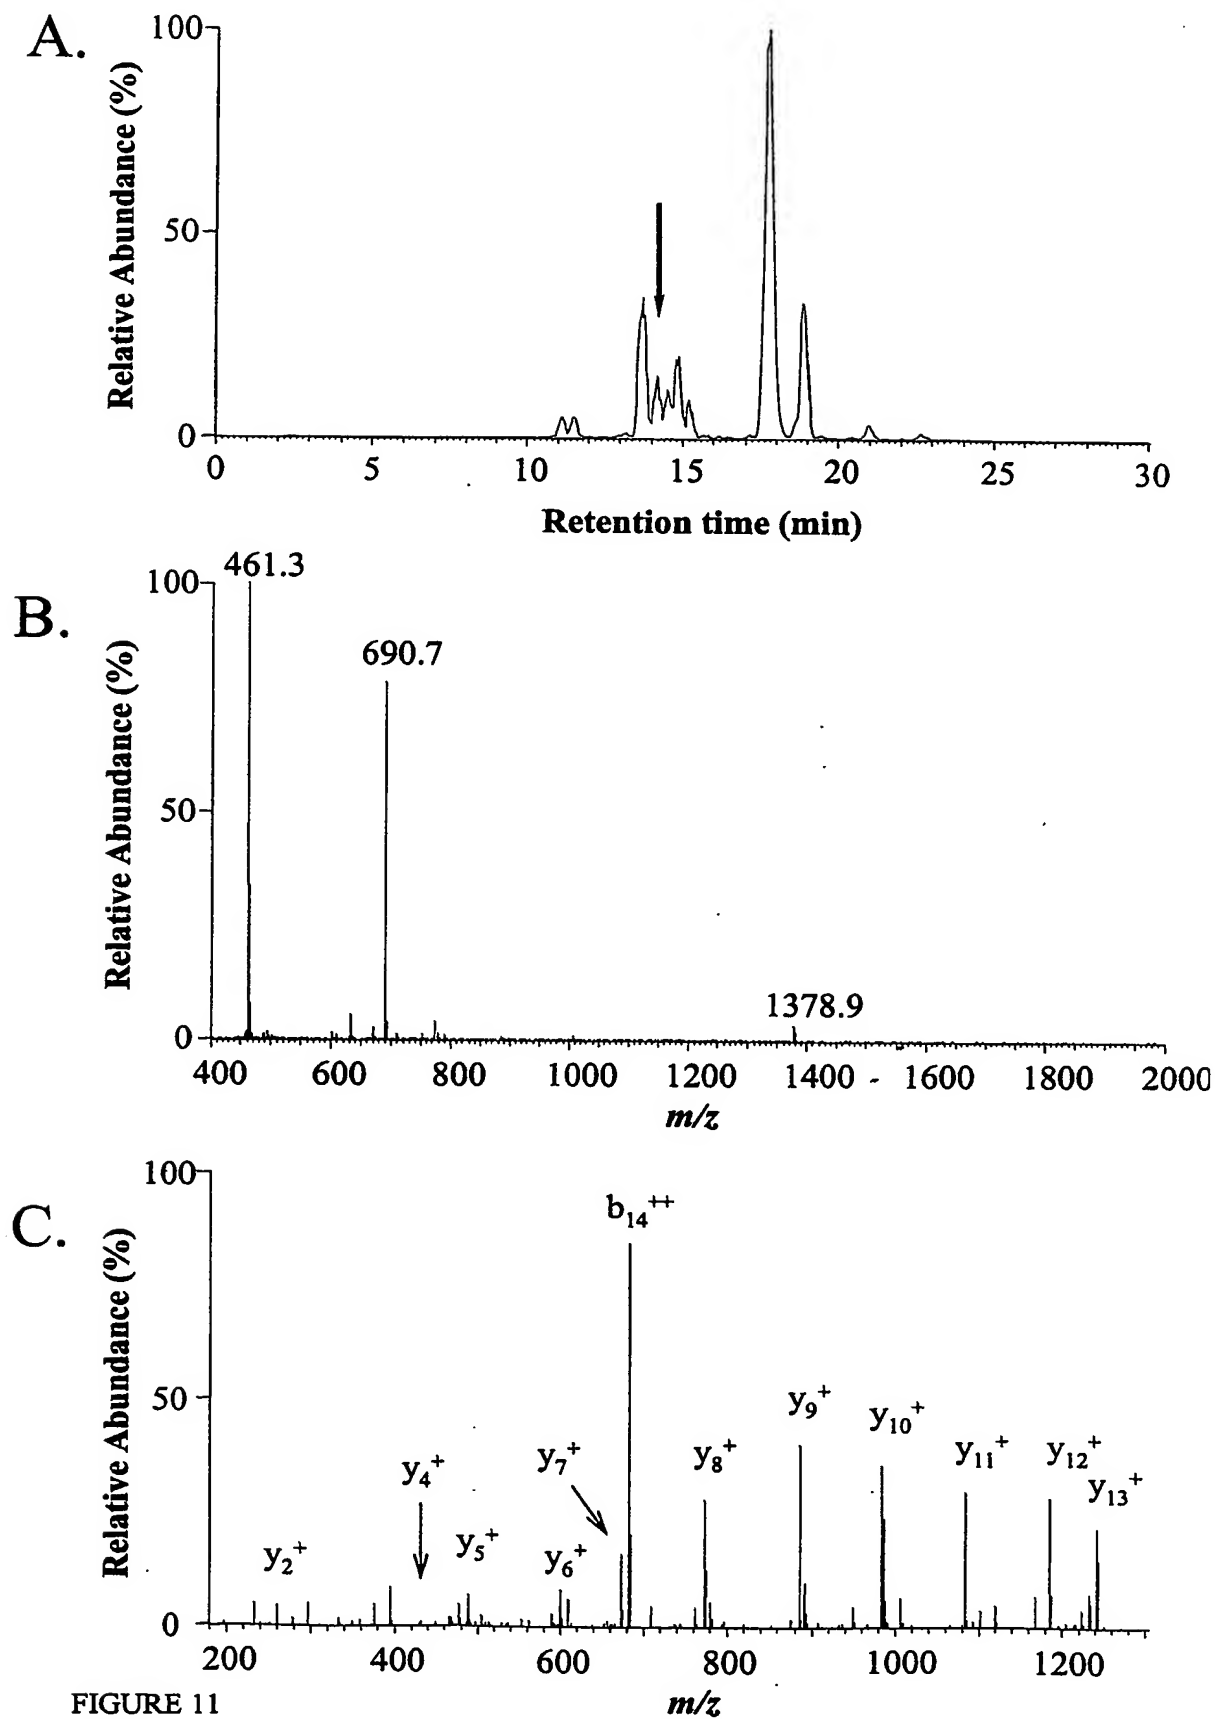 A.
Relative Abundance (%)
100
50
0
0 5 10 15 20 25 30
Retention time (min)
B.
Relative Abundance (%)
100
50
0
461.3
690.7
1378.9
400 600 800 1000 1200 1400 1600 1800 2000
m/z
C.
Relative Abundance (%)
100
50
0
b₁₄⁺⁺
y₉⁺
y₁₀⁺
y₄⁺
y₇⁺
y₈⁺
y₁₁⁺
y₁₂⁺
y₁₃⁺
y₂⁺
y₅⁺
y₆⁺
200 400 600 800 1000 1200
m/z
FIGURE 11